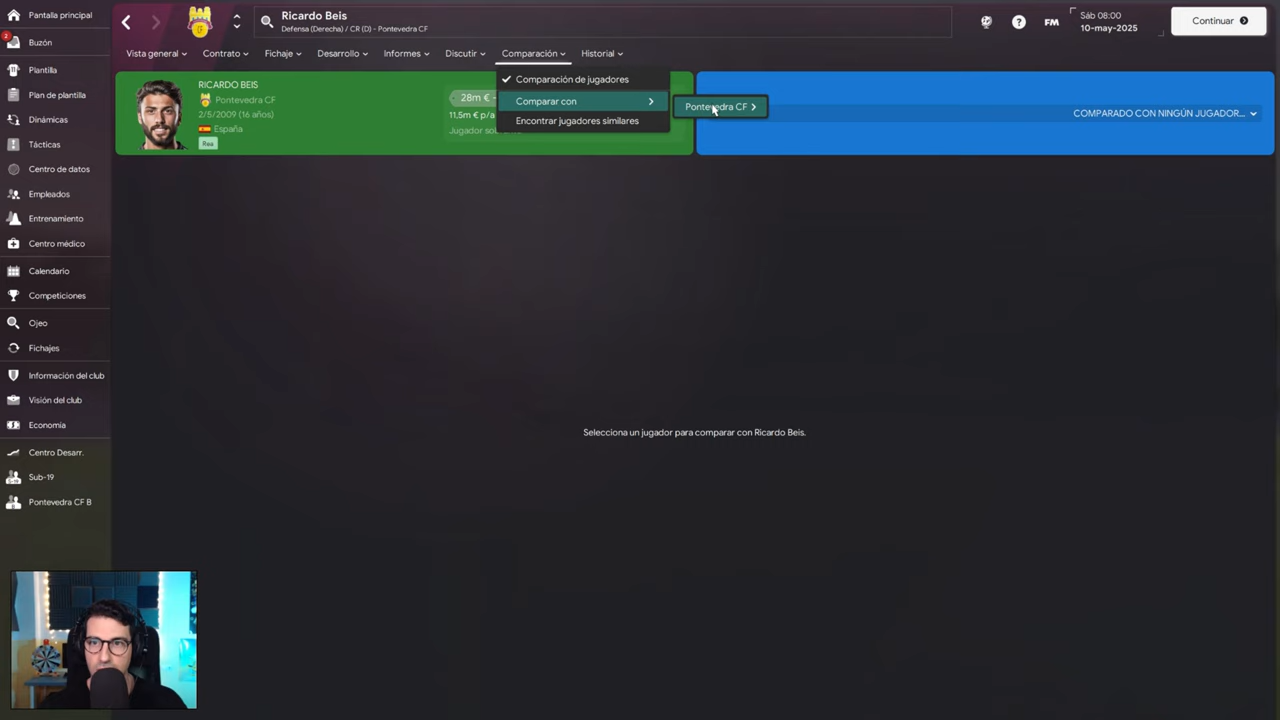 Pantalla principal
2
Buzón
Plantilla
Plan de plantilla
Dinámicas
Tácticas
Centro de datos
Empleados
Entrenamiento
Centro médico
Calendario
Competiciones
Ojeo
Fichajes
Información del club
Visión del club
Economía
Centro Desarr.
Sub-19
Pontevedra CF B
Ricardo Beis
Defensa (Derecha) / CR (D) - Pontevedra CF
FM
Sáb 08:00
10-may-2025
Continuar
Vista general
Contrato
Fichaje
Desarrollo
Informes
Discutir
Comparación
Historial
RICARDO BEIS
Pontevedra CF
2/5/2009 (16 años)
España
Rea
28m € -
11,5m € p/a
Comparación de jugadores
Comparar con
Encontrar jugadores similares
Pontevedra CF
COMPARADO CON NINGÚN JUGADOR...
Selecciona un jugador para comparar con Ricardo Beis.